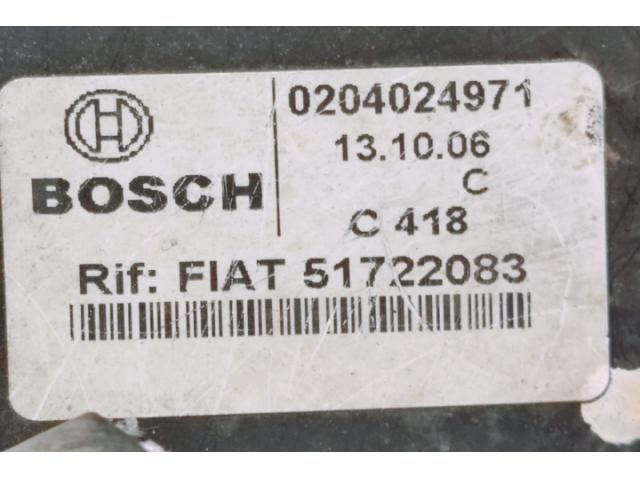 0204024971
13.10.06
C
BOSCH
C 418
Rif: FIAT 51722083